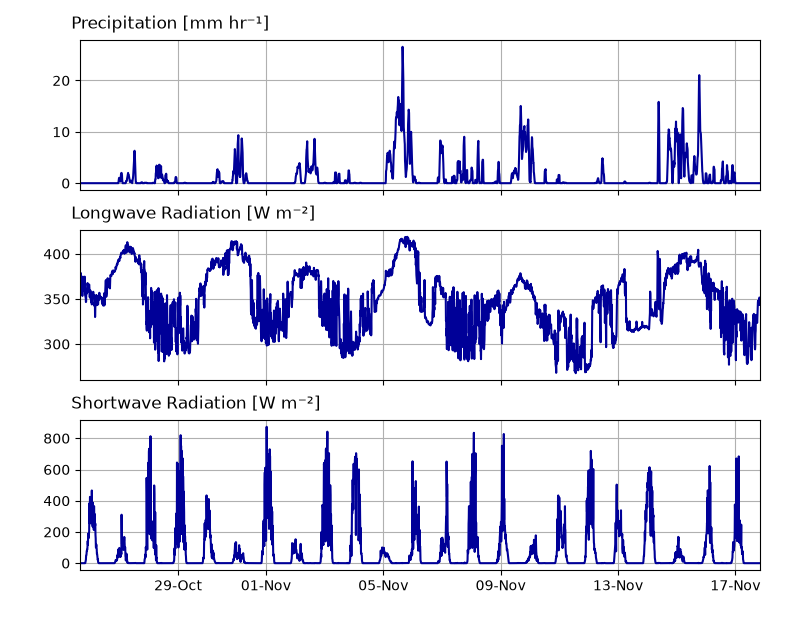 Precipitation [mm hr⁻¹]
20
10
0
Longwave Radiation [W m⁻²]
400
350
300
Shortwave Radiation [W m⁻²]
800
600
400
200
0
29-Oct 01-Nov 05-Nov 09-Nov 13-Nov 17-Nov